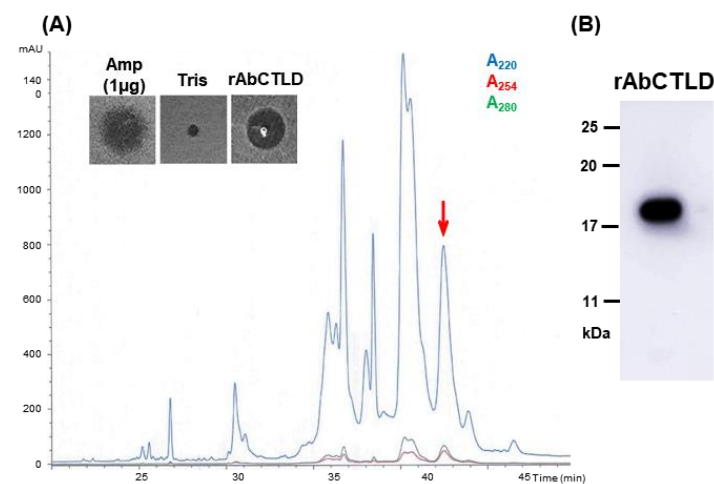 (A)
(B)
mAU
140
0
1200
1000
800
600
400
200
0
Amp
(1µg)
Tris
rAbCTLD
A220
A254
A280
25
30
35
40
45 Time (min)
rAbCTLD
25
20
17
11
kDa